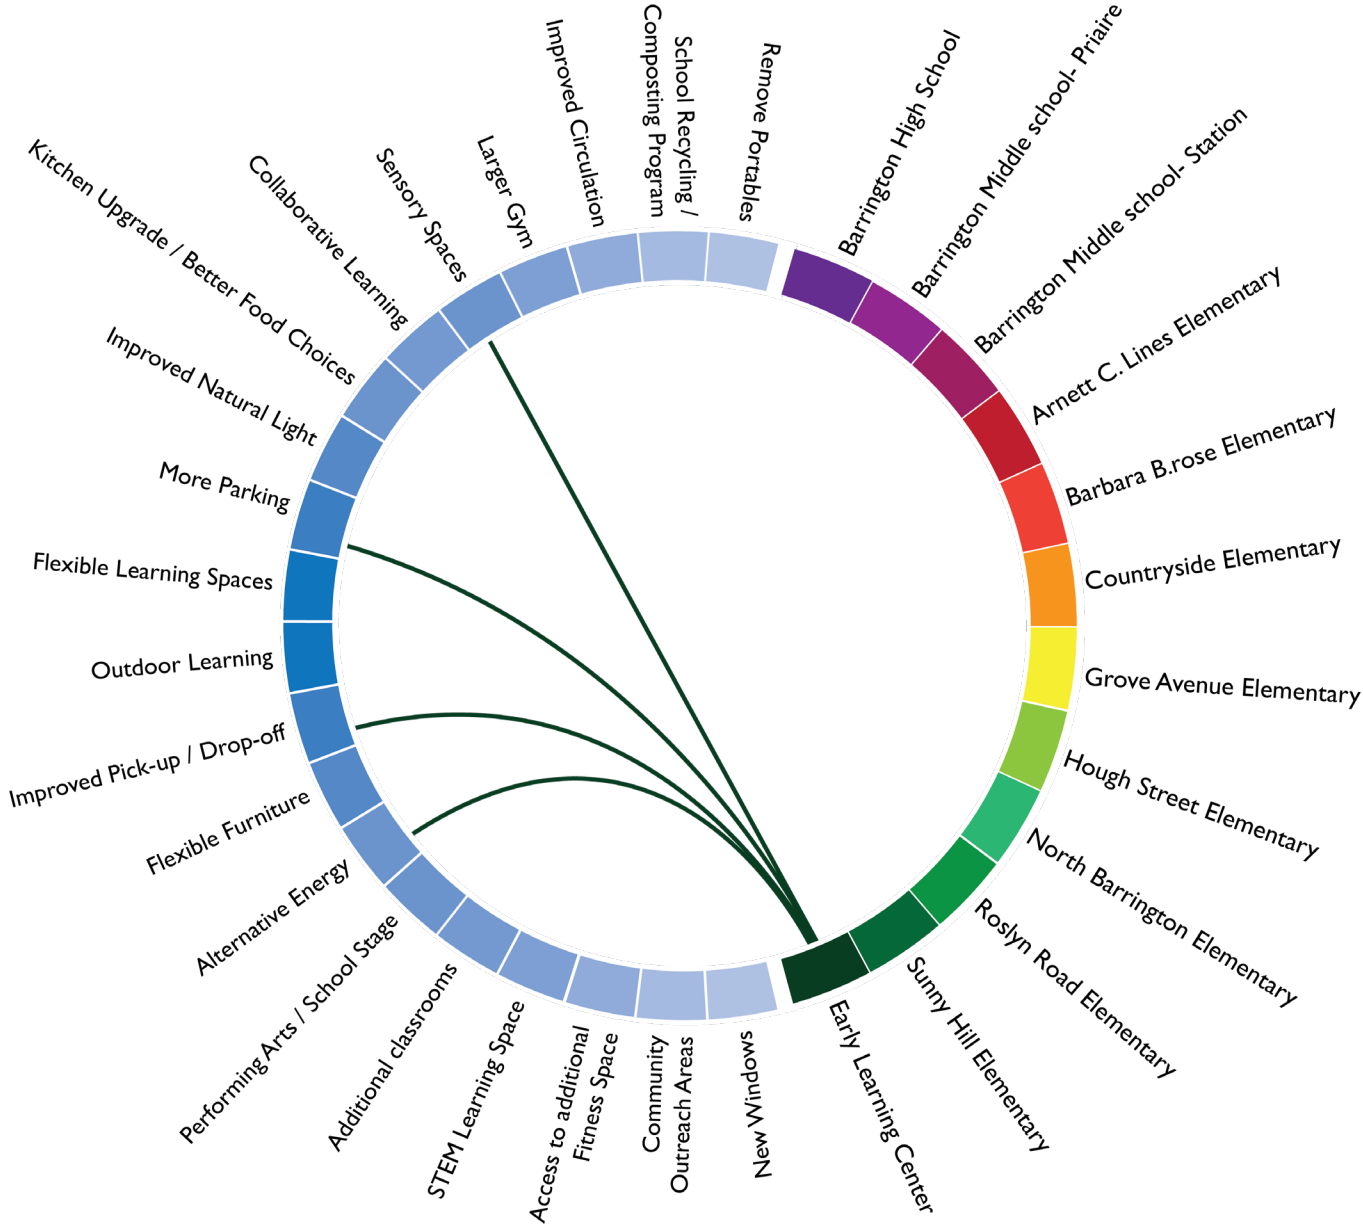 Remove Portables
School Recycling /
Composting Program
Improved Circulation
Larger Gym
Sensory Spaces
Collaborative Learning
Kitchen Upgrade / Better Food Choices
Improved Natural Light
More Parking
Flexible Learning Spaces
Outdoor Learning
Improved Pick-up / Drop-off
Flexible Furniture
Alternative Energy
Performing Arts / School Stage
Additional classrooms
STEM Learning Space
Access to additional
Fitness Space
Community
Outreach Areas
New Windows
Barrington High School
Barrington Middle school- Priaire
Barrington Middle school- Station
Arnett C. Lines Elementary
Barbara B.rose Elementary
Countryside Elementary
Grove Avenue Elementary
Hough Street Elementary
North Barrington Elementary
Roslyn Road Elementary
Sunny Hill Elementary
Early Learning Center